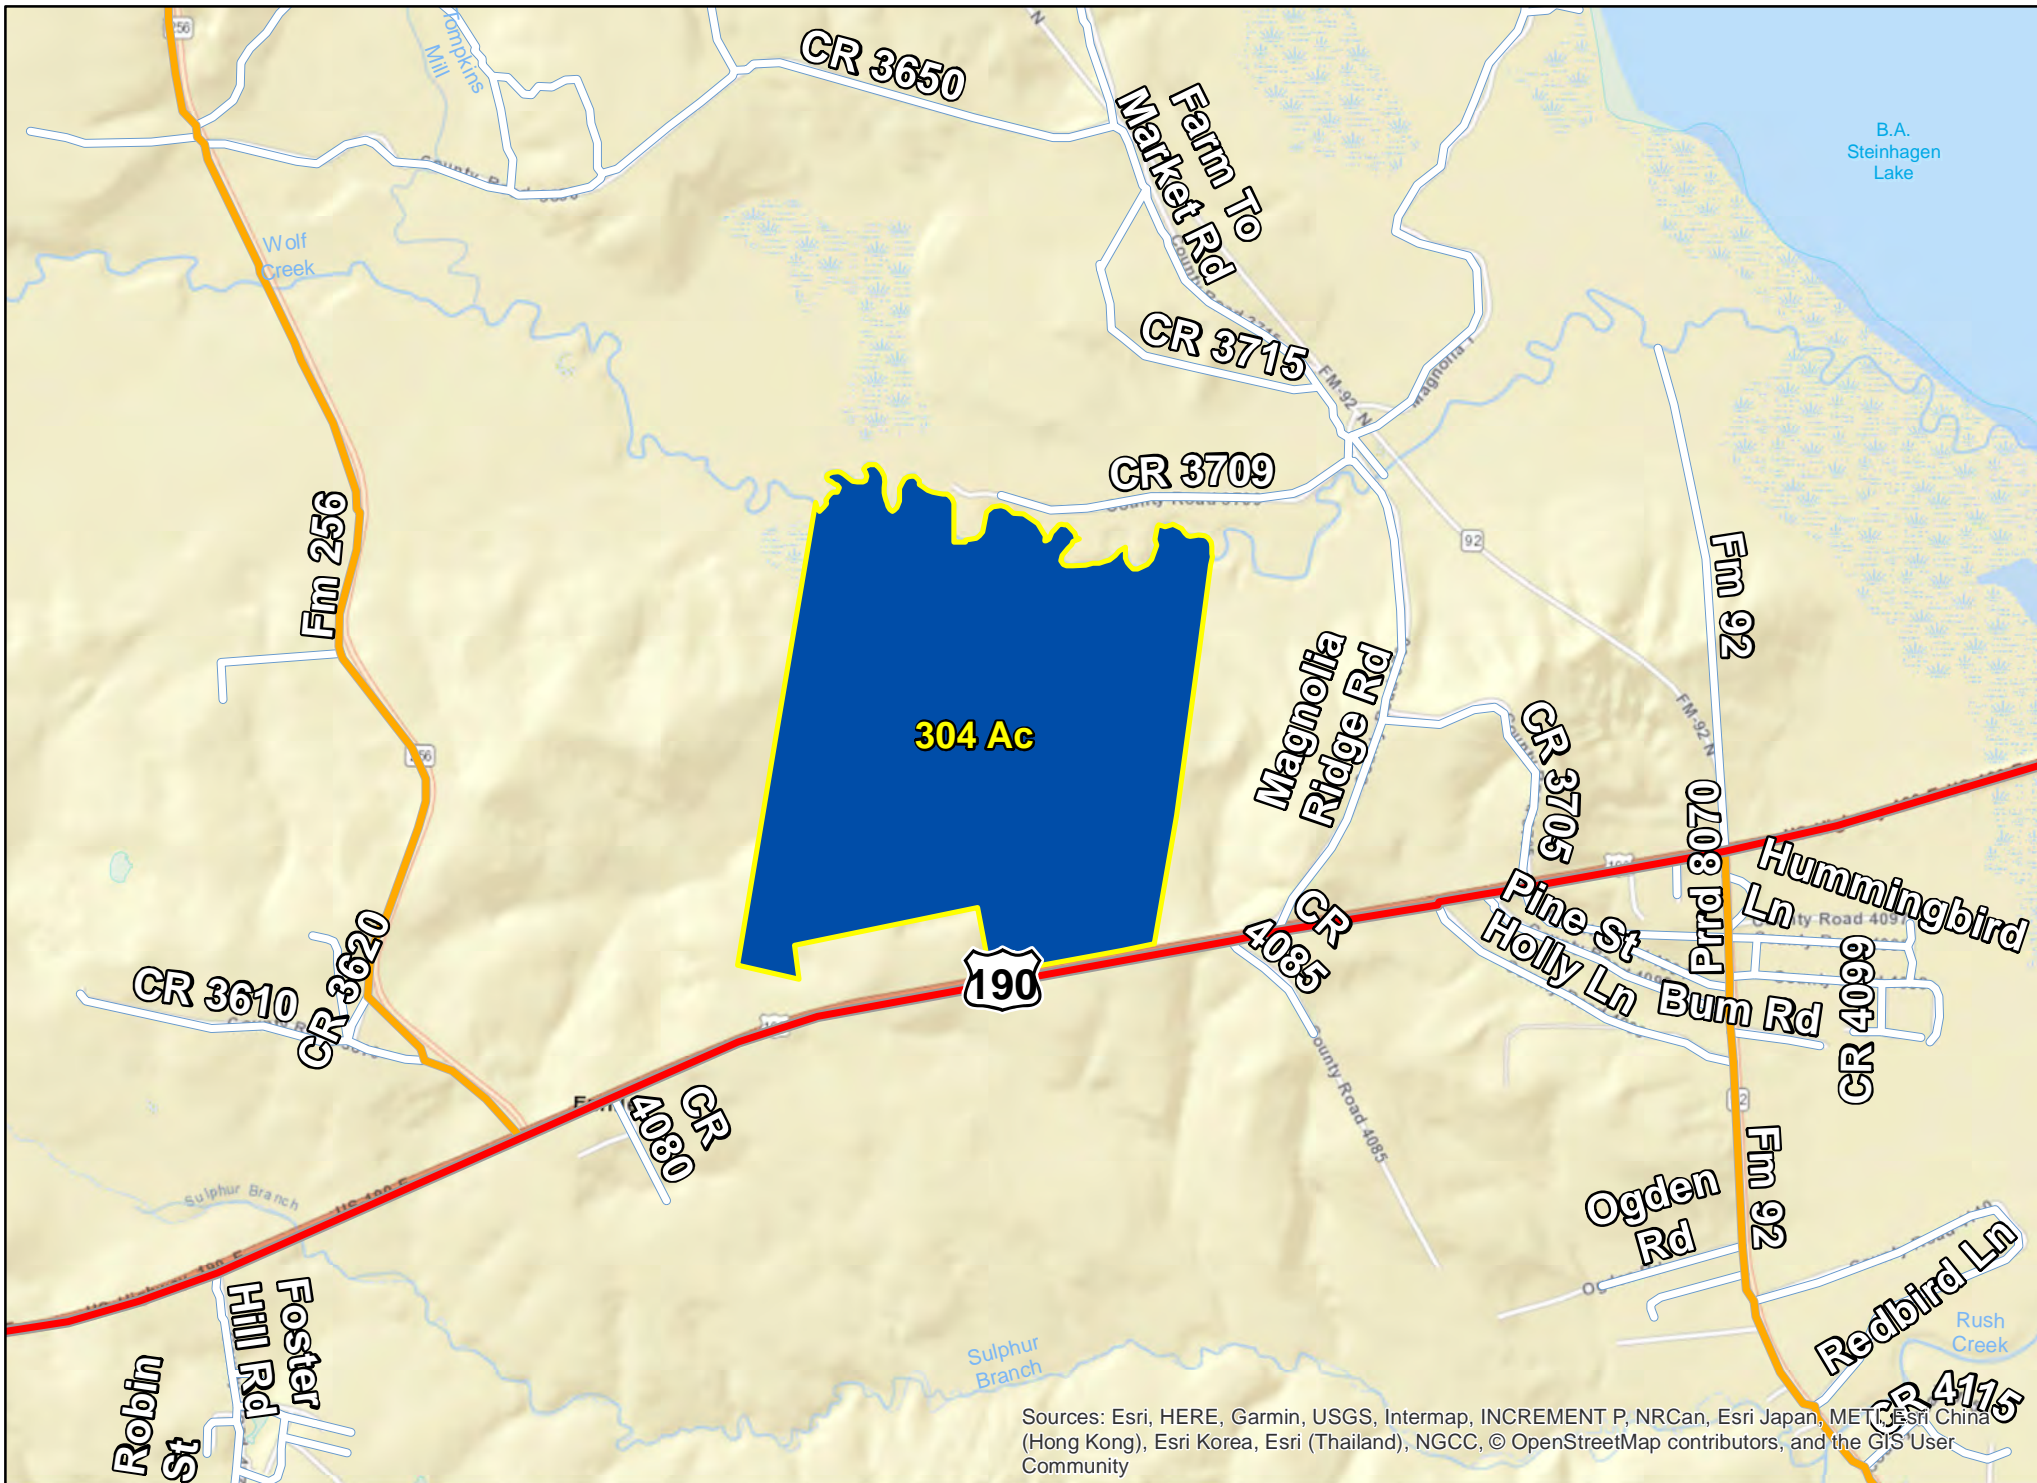 256
Tompkins
Mill
CR 3650
N
Farm To
Market Rd
B.A.
Steinhagen
Lake
Wolf
Creek
CR 3715
FM-92 N
CR 3709
92
Fm 256
Fm 92
Magnolia
Ridge Rd
304 Ac
CR 3705
FM-92 N
Prrd 8070
Hummingbird
Ln
Pine St
CR
4085
Holly Ln
Bum Rd
CR 4099
CR 3620
CR 3610
190
County Road 4085
CR
4080
Fm 92
Ogden
Rd
Sulphur Branch
Redbird Ln
Rush
Creek
Foster
Hill Rd
Robin
St
Sulphur
Branch
CR 4115
Sources: Esri, HERE, Garmin, USGS, Intermap, INCREMENT P, NRCan, Esri Japan, METI, Esri China
(Hong Kong), Esri Korea, Esri (Thailand), NGCC, © OpenStreetMap contributors, and the GIS User
Community